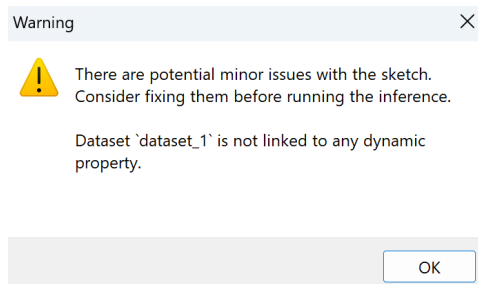 Warning
There are potential minor issues with the sketch.
Consider fixing them before running the inference.
Dataset `dataset_1` is not linked to any dynamic
property.
OK